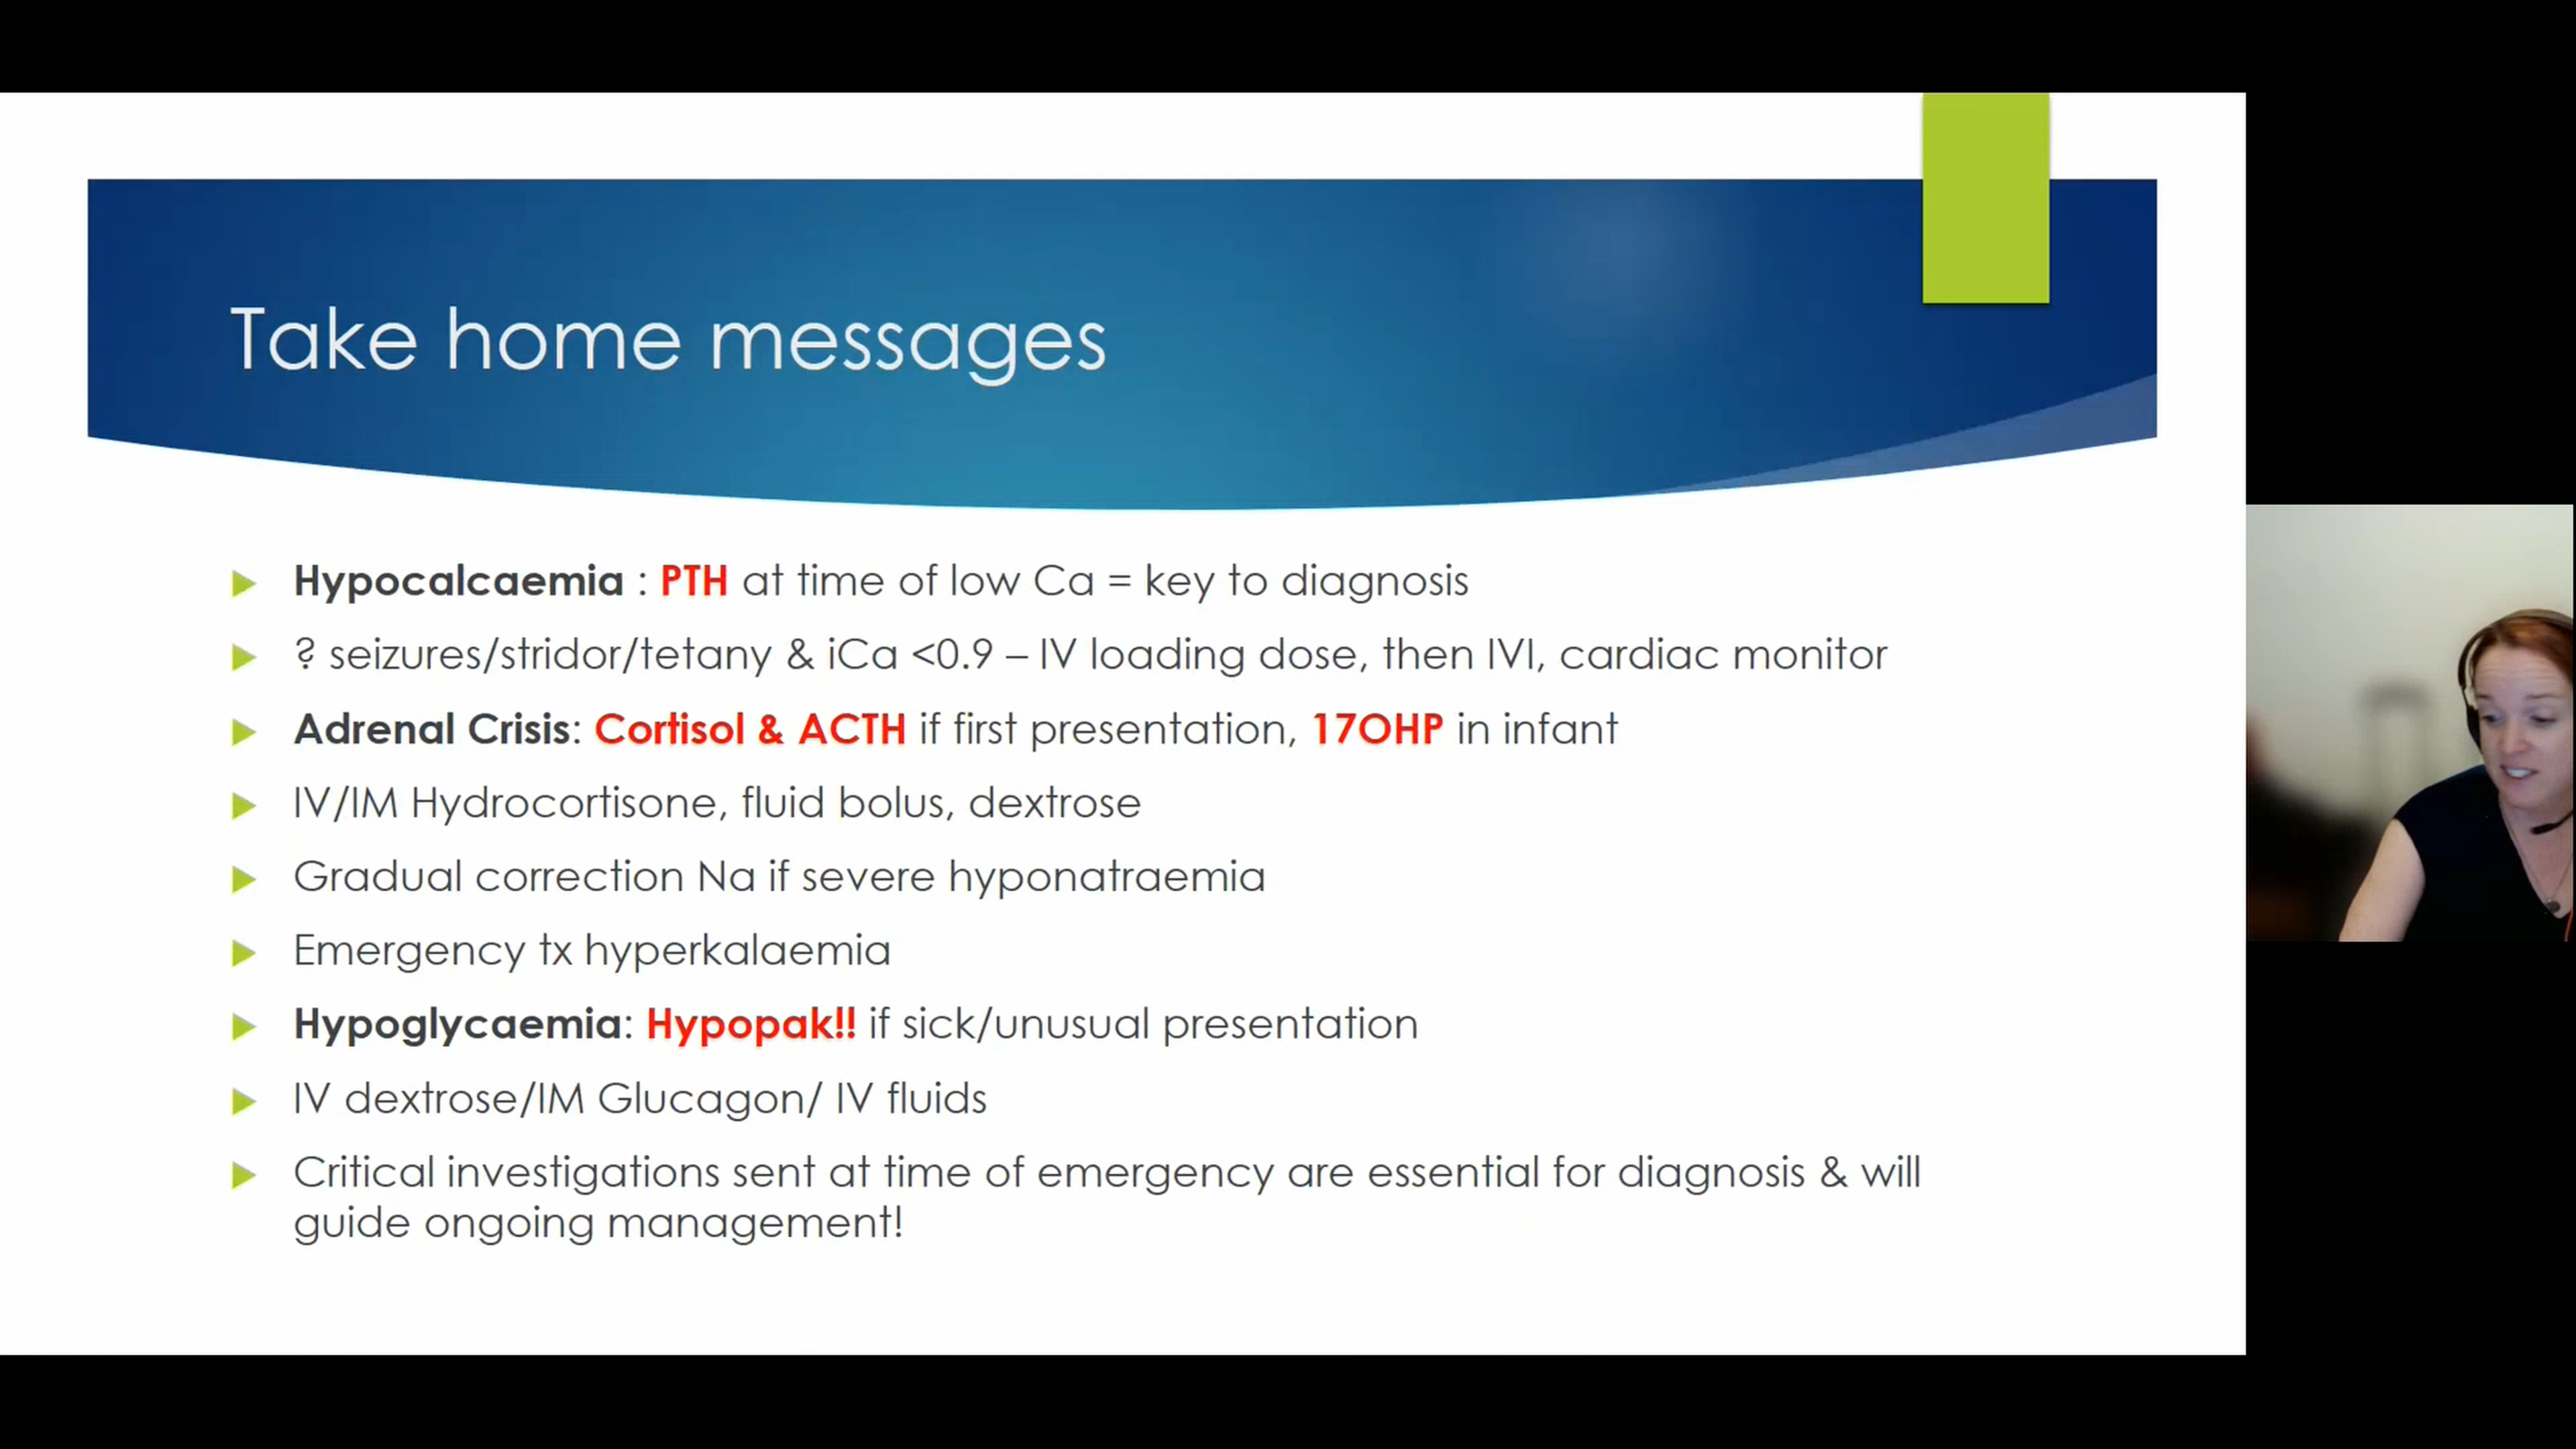 Take home messages
Hypocalcaemia : PTH at time of low Ca = key to diagnosis
? seizures/stridor/tetany & iCa <0.9 – IV loading dose, then IVI, cardiac monitor
Adrenal Crisis: Cortisol & ACTH if first presentation, 17OHP in infant
IV/IM Hydrocortisone, fluid bolus, dextrose
Gradual correction Na if severe hyponatraemia
Emergency tx hyperkalaemia
Hypoglycaemia: Hypopak!! if sick/unusual presentation
IV dextrose/IM Glucagon/ IV fluids
Critical investigations sent at time of emergency are essential for diagnosis & will
guide ongoing management!